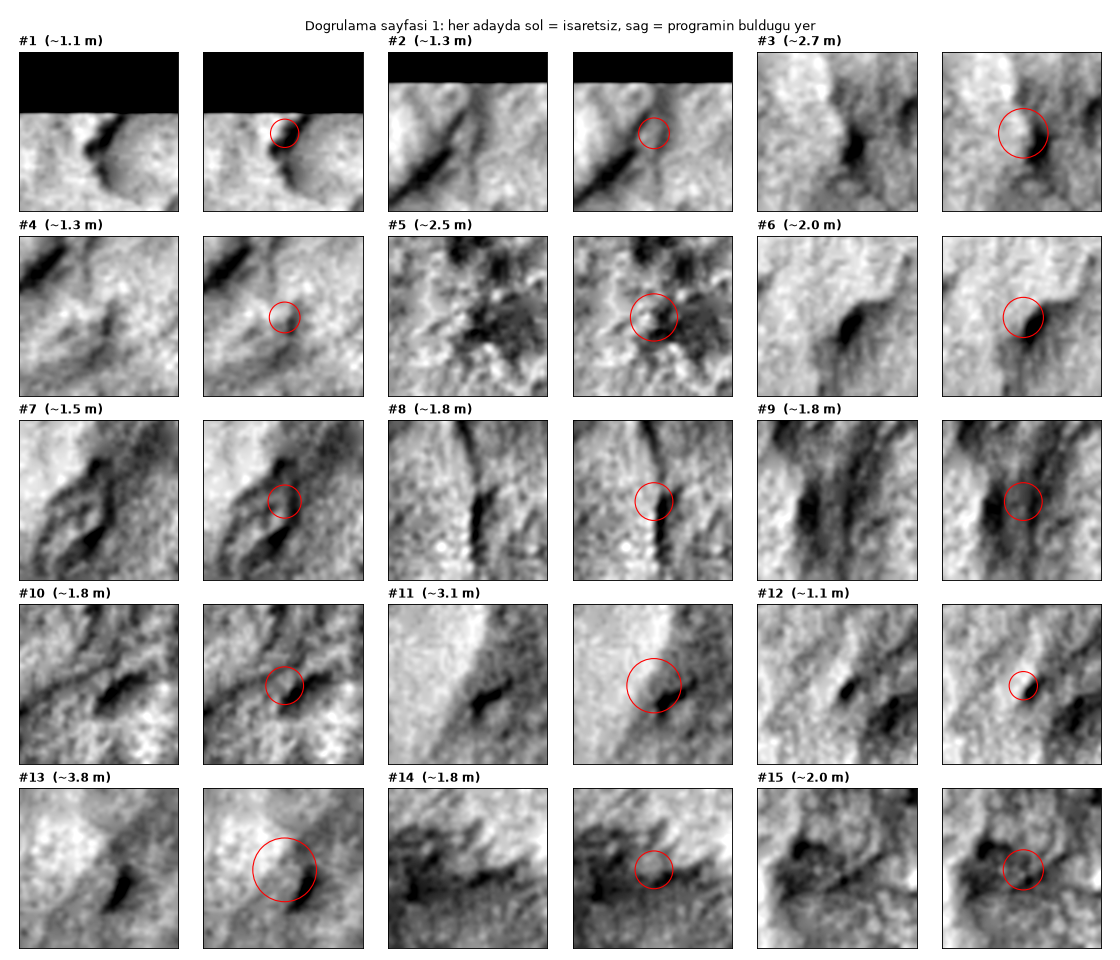 Dogrulama sayfasi 1: her adayda sol = isaretsiz, sag = programin buldugu yer
#1 (~1.1 m)
#2 (~1.3 m)
#3 (~2.7 m)
#4 (~1.3 m)
#5 (~2.5 m)
#6 (~2.0 m)
#7 (~1.5 m)
#8 (~1.8 m)
#9 (~1.8 m)
#10 (~1.8 m)
#11 (~3.1 m)
#12 (~1.1 m)
#13 (~3.8 m)
#14 (~1.8 m)
#15 (~2.0 m)